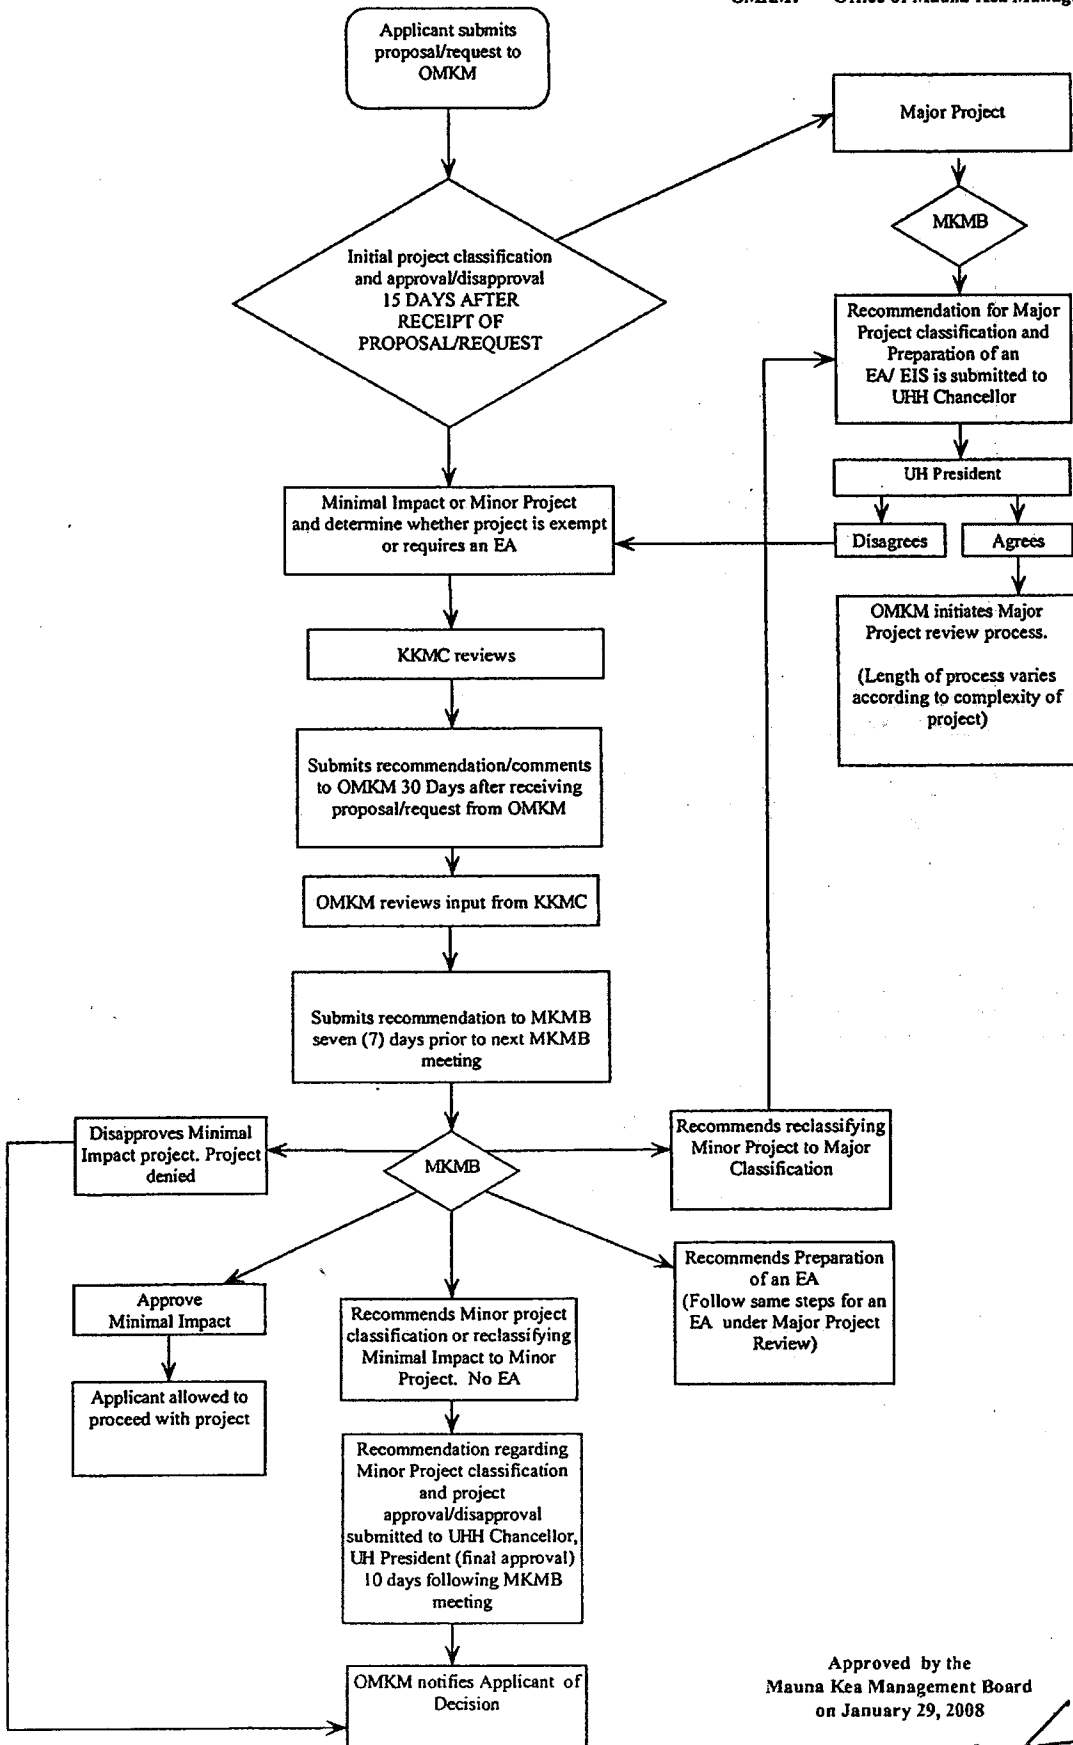 OMKM:
Applicant submits
proposal/request to
OMKM
Major Project
MKMB
Initial project classification
and approval/disapproval
15 DAYS AFTER
RECEIPT OF
PROPOSAL/REQUEST
Recommendation for Major
Project classification and
Preparation of an
EA/ EIS is submitted to
UHH Chancellor
UH President
Disagrees
Agrees
Minimal Impact or Minor Project
and determine whether project is exempt
or requires an EA
OMKM initiates Major
Project review process.
(Length of process varies
according to complexity of
project)
KKMC reviews
Submits recommendation/comments
to OMKM 30 Days after receiving
proposal/request from OMKM
OMKM reviews input from KKMC
Submits recommendation to MKMB
seven (7) days prior to next MKMB
meeting
MKMB
Disapproves Minimal
Impact project. Project
denied
Recommends reclassifying
Minor Project to Major
Classification
Approve
Minimal Impact
Recommends Minor project
classification or reclassifying
Minimal Impact to Minor
Project. No EA
Recommends Preparation
of an EA
(Follow same steps for an
EA under Major Project
Review)
Applicant allowed to
proceed with project
Recommendation regarding
Minor Project classification
and project
approval/disapproval
submitted to UHH Chancellor,
UH President (final approval)
10 days following MKMB
meeting
OMKM notifies Applicant of
Decision
Approved by the
Mauna Kea Management Board
on January 29, 2008